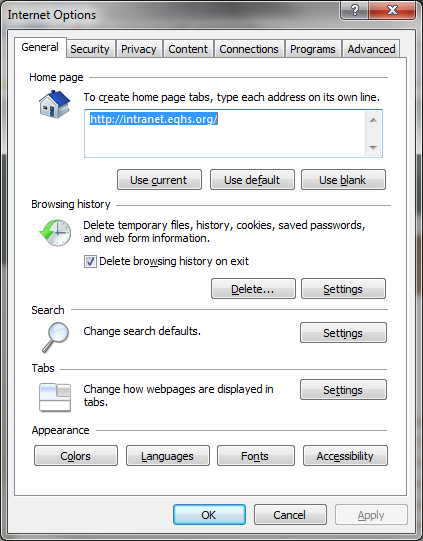 Internet Options
General Security Privacy Content Connections Programs Advanced
Home page
To create home page tabs, type each address on its own line.
http://intranet.eqhs.org/
Use current Use default Use blank
Browsing history
Delete temporary files, history, cookies, saved passwords,
and web form information.
Delete browsing history on exit
Delete... Settings
Search
Change search defaults. Settings
Tabs
Change how webpages are displayed in
tabs.
Settings
Appearance
Colors Languages Fonts Accessibility
OK Cancel Apply